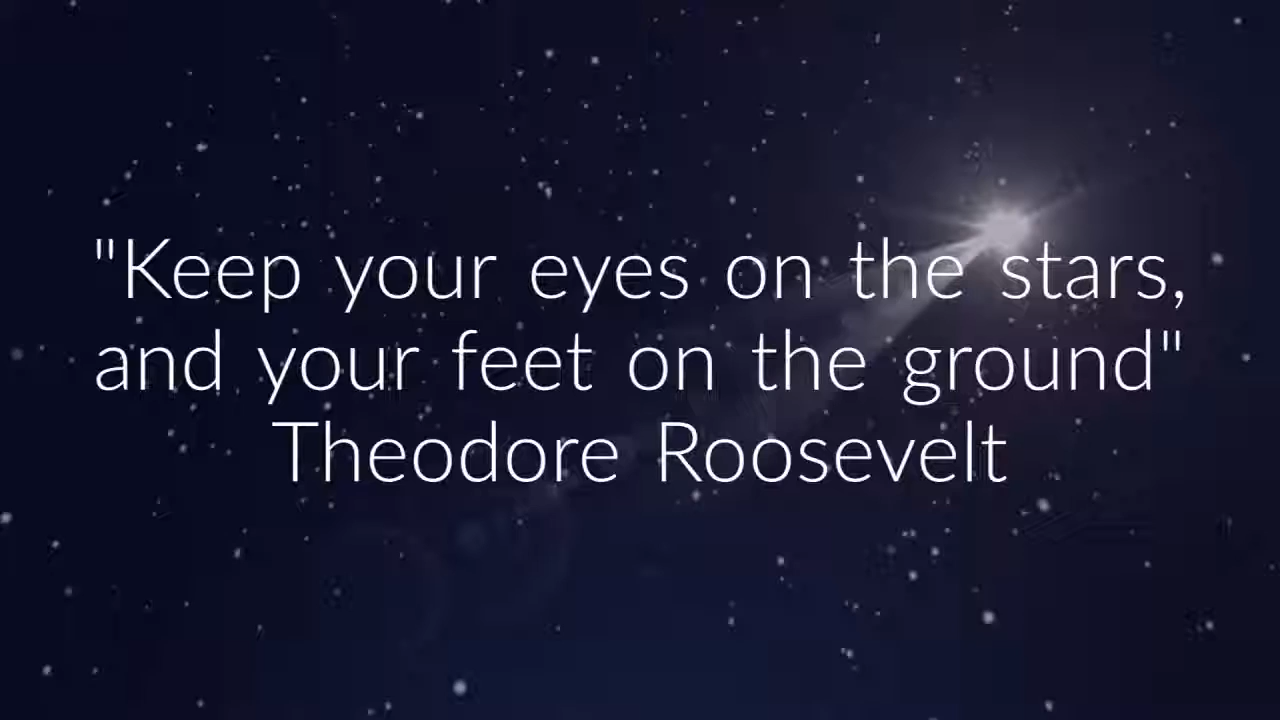 "Keep your eyes on the stars,
and your feet on the ground"
Theodore Roosevelt